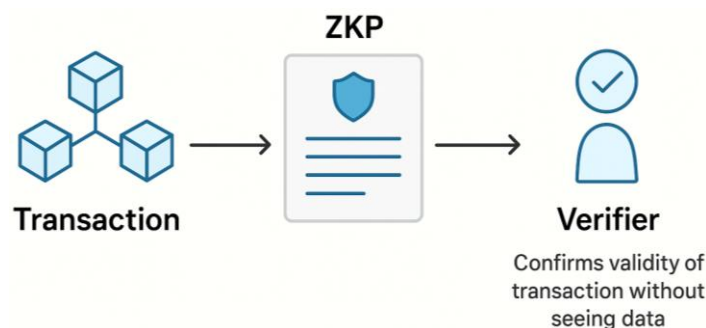 ZKP
Transaction
Verifier
Confirms validity of
transaction without
seeing data